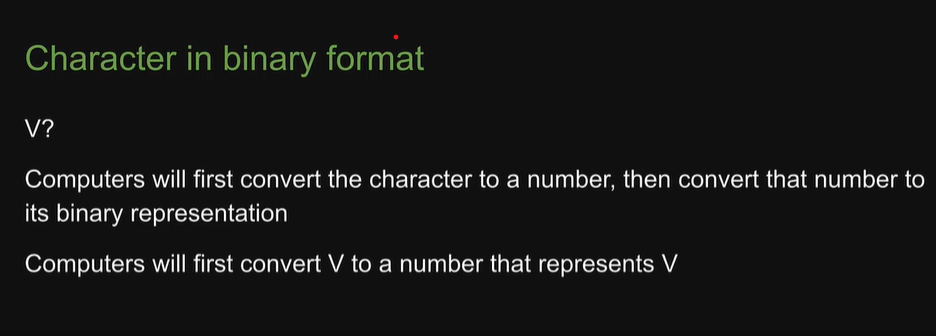 Character in binary format
V?
Computers will first convert the character to a number, then convert that number to
its binary representation
Computers will first convert V to a number that represents V